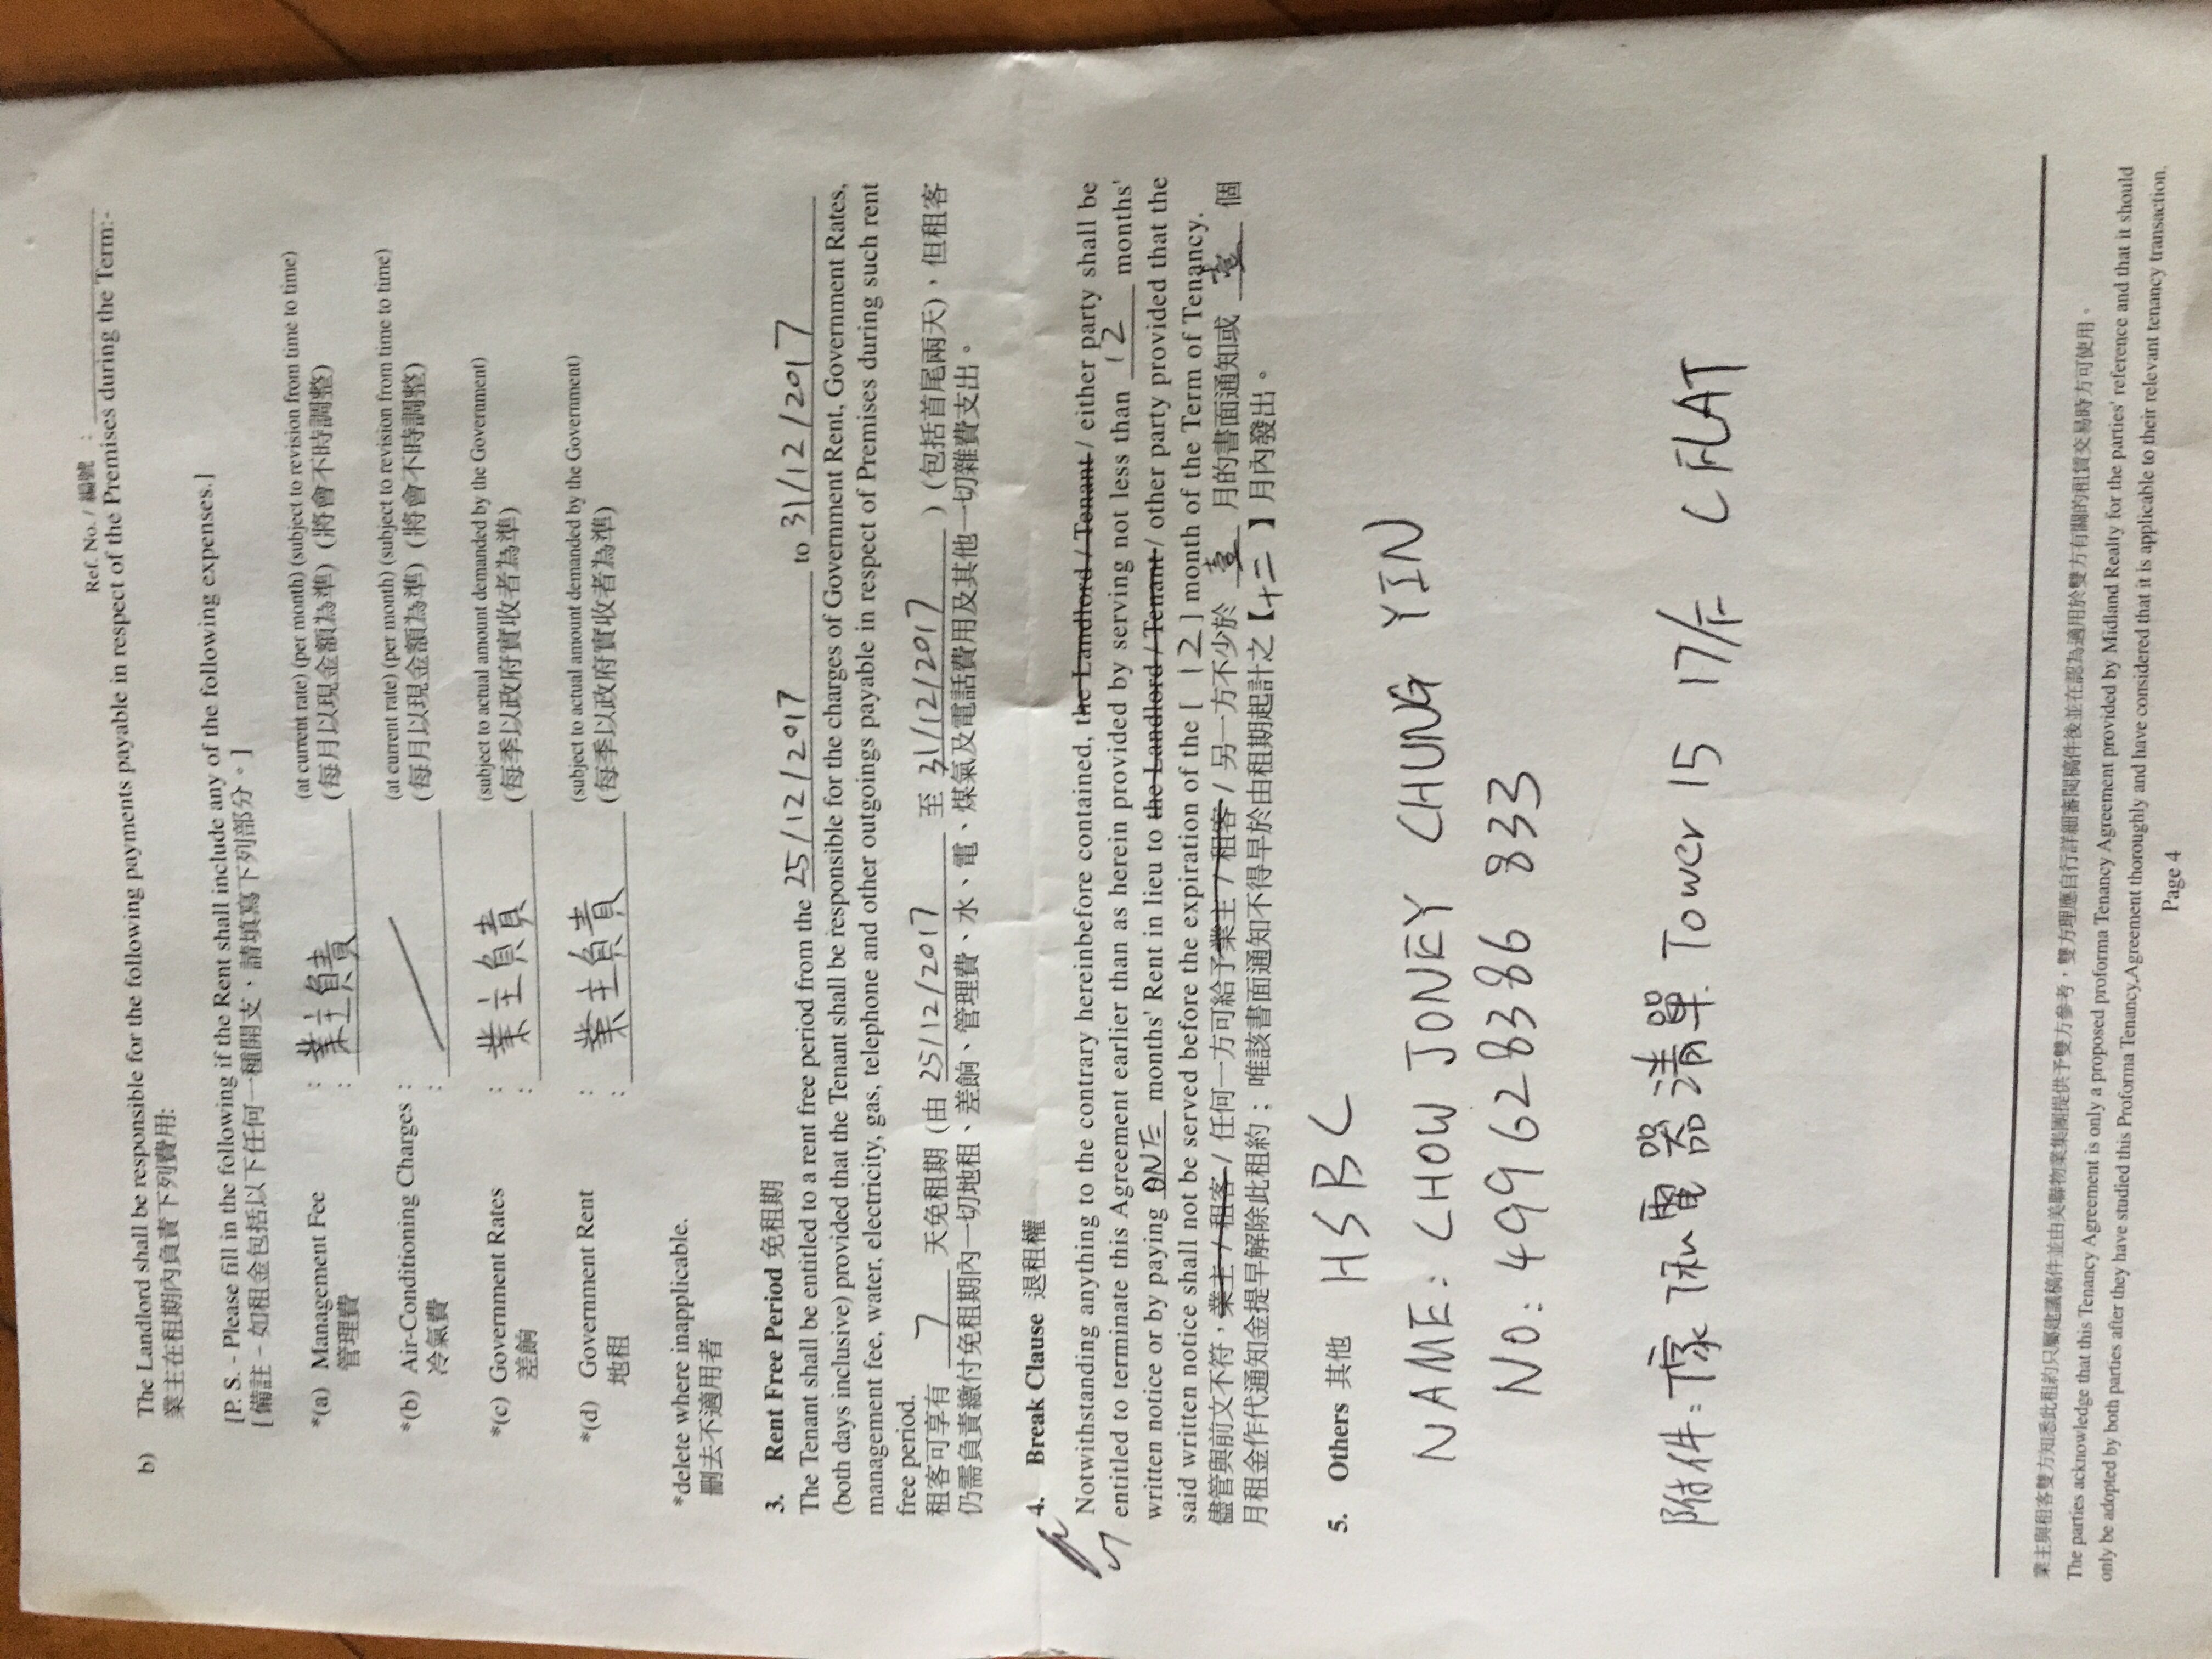 Ref. No. / 編號 :
b) The Landlord shall be responsible for the following payments payable in respect of the Premises during the Term:-
業主在租期內負責下列費用:
[P. S. - Please fill in the following if the Rent shall include any of the following expenses.]
[ 備註 - 如租金包括以下任何一種開支，請填寫下列部分。]
*(a) Management Fee : 業主負責 (at current rate) (per month) (subject to revision from time to time)
管理費 : (每月以現金額為準) (將會不時調整)
*(b) Air-Conditioning Charges : (at current rate) (per month) (subject to revision from time to time)
冷氣費 : (每月以現金額為準) (將會不時調整)
*(c) Government Rates : 業主負責 (subject to actual amount demanded by the Government)
差餉 : (每季以政府實收者為準)
*(d) Government Rent : 業主負責 (subject to actual amount demanded by the Government)
地租 : (每季以政府實收者為準)
*delete where inapplicable.
刪去不適用者
3. Rent Free Period 免租期
The Tenant shall be entitled to a rent free period from the 25/12/2017 to 31/12/2017
(both days inclusive) provided that the Tenant shall be responsible for the charges of Government Rent, Government Rates,
management fee, water, electricity, gas, telephone and other outgoings payable in respect of Premises during such rent
free period.
租客可享有 7 天免租期 (由 25/12/2017 至 31/12/2017 ) (包括首尾兩天)，但租客
仍需負責繳付免租期內一切地租、差餉、管理費、水、電、煤氣及電話費用及其他一切雜費支出。
4. Break Clause 退租權
Notwithstanding anything to the contrary hereinbefore contained, the Landlord / Tenant / either party shall be
entitled to terminate this Agreement earlier than as herein provided by serving not less than 12 months'
written notice or by paying ONE months' Rent in lieu to the Landlord / Tenant / other party provided that the
said written notice shall not be served before the expiration of the [ 12 ] month of the Term of Tenancy.
儘管與前文不符，業主 / 租客 / 任何一方可給予業主 / 租客 / 另一方不少於 壹 月的書面通知或 壹 個
月租金作代通知金提早解除此租約；唯該書面通知不得早於由租期起計之【十二】月內發出。
5. Others 其他 HSBC
NAME: CHOW JONEY CHUNG YIN
NO: 499 628386 833
附件: 傢俬電器清單. Tower 15 17/F C FLAT
業主與租客雙方知悉此租約只屬建議稿件並由美聯物業集團提供予雙方參考，雙方理應自行詳細審閱稿件後並在認為適用於雙方有關的租賃交易時方可使用。
The parties acknowledge that this Tenancy Agreement is only a proposed proforma Tenancy Agreement provided by Midland Realty for the parties' reference and that it should
only be adopted by both parties after they have studied this Proforma Tenancy Agreement thoroughly and have considered that it is applicable to their relevant tenancy transaction.
Page 4